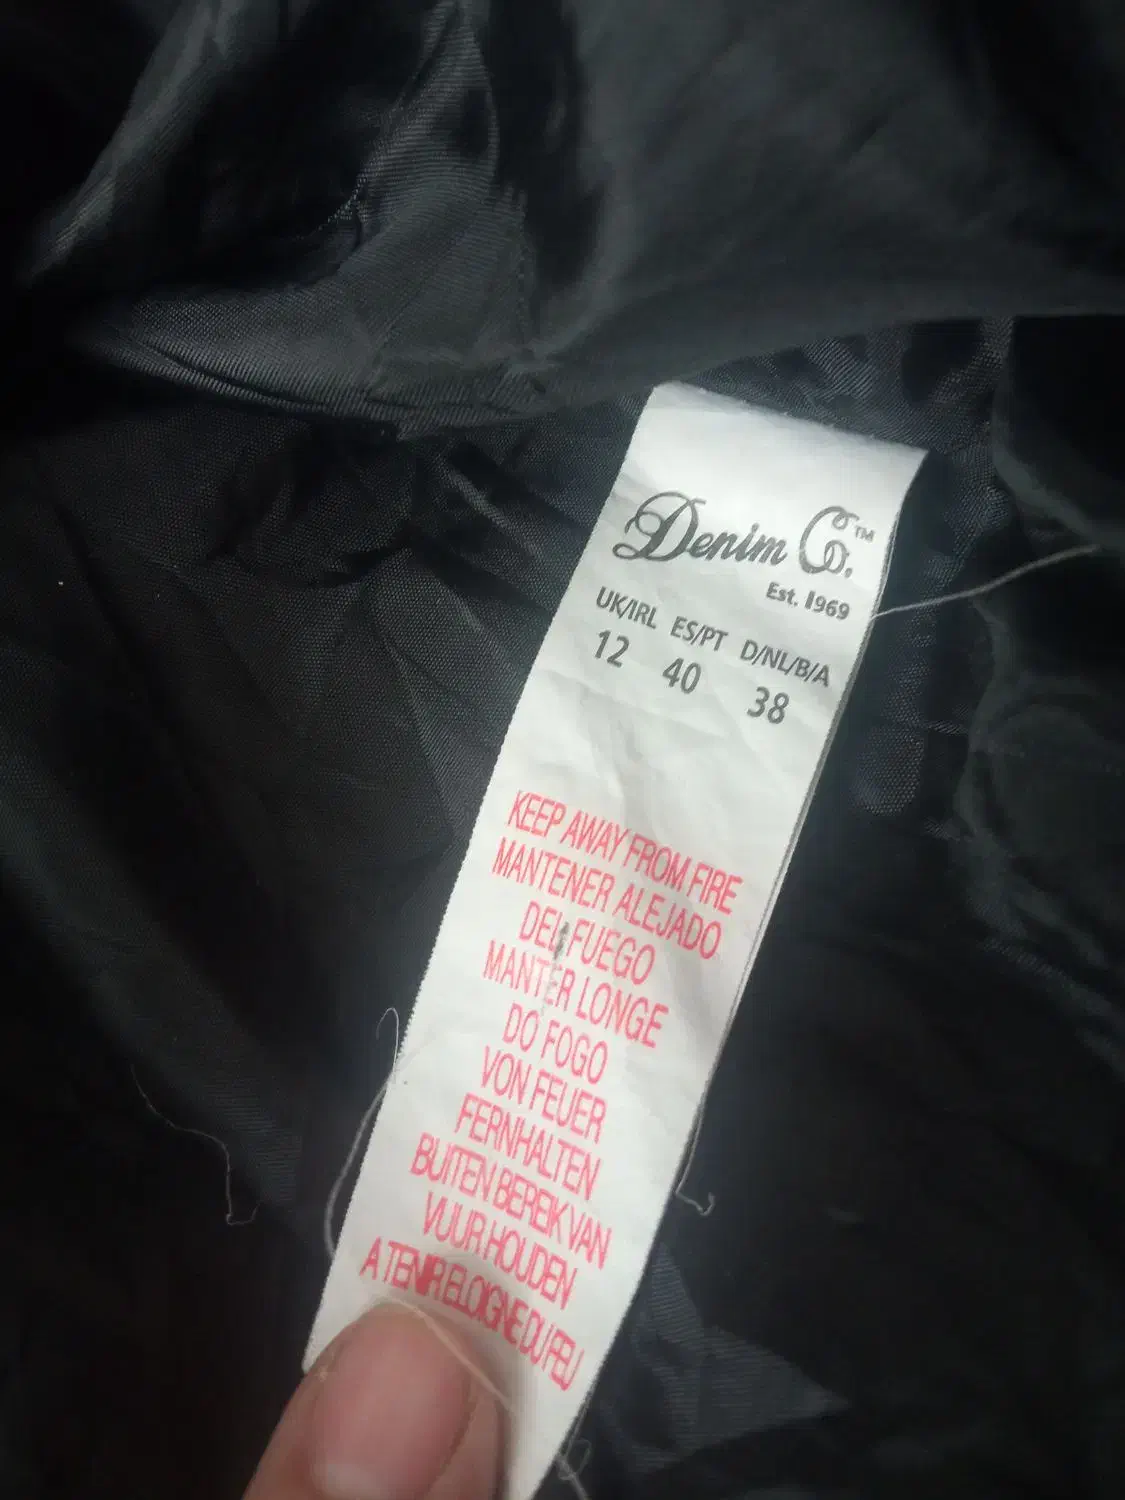 Denim Co.™
Est. 1969
UK/IRL ES/PT D/NL/B/A
12 40 38
KEEP AWAY FROM FIRE
MANTENER ALEJADO
DEL FUEGO
MANTER LONGE
DO FOGO
VON FEUER
FERNHALTEN
BUITEN BEREIK VAN
VUUR HOUDEN
A TENIR ELOIGNE DU FEU